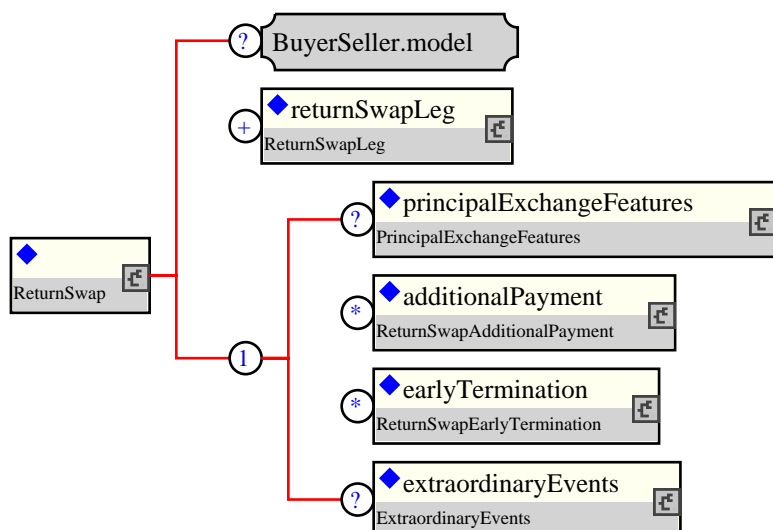 ?
BuyerSeller.model
+
returnSwapLeg
ReturnSwapLeg
?
principalExchangeFeatures
PrincipalExchangeFeatures
ReturnSwap
*
additionalPayment
ReturnSwapAdditionalPayment
1
*
earlyTermination
ReturnSwapEarlyTermination
?
extraordinaryEvents
ExtraordinaryEvents